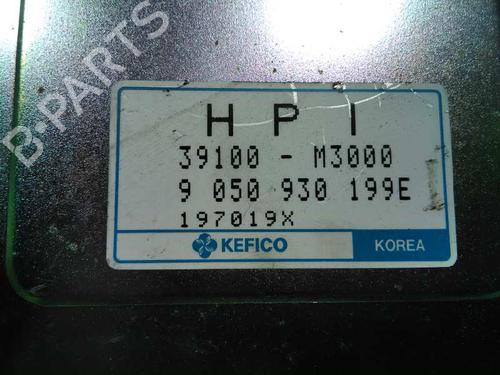 B-PARTS
H P I
39100 - M3000
9 050 930 199E
197019X
KEFICO
KOREA